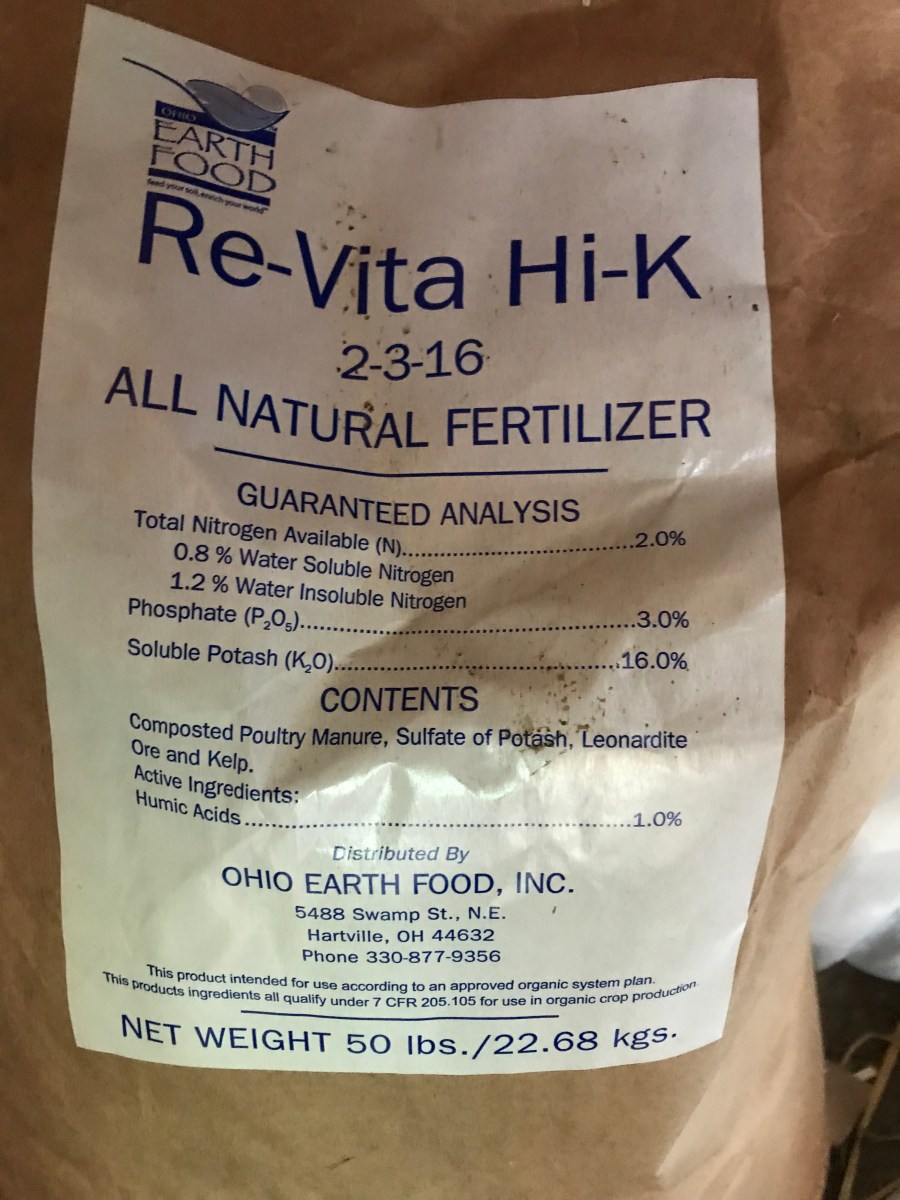 OHIO
EARTH
FOOD
feed your soil, enrich your world™
Re-Vita Hi-K
2-3-16
ALL NATURAL FERTILIZER
GUARANTEED ANALYSIS
Total Nitrogen Available (N)..........................................2.0%
0.8 % Water Soluble Nitrogen
1.2 % Water Insoluble Nitrogen
Phosphate (P₂O₅)............................................................3.0%
Soluble Potash (K₂O)....................................................16.0%
CONTENTS
Composted Poultry Manure, Sulfate of Potash, Leonardite
Ore and Kelp.
Active Ingredients:
Humic Acids......................................................................1.0%
Distributed By
OHIO EARTH FOOD, INC.
5488 Swamp St., N.E.
Hartville, OH 44632
Phone 330-877-9356
This product intended for use according to an approved organic system plan.
This products ingredients all qualify under 7 CFR 205.105 for use in organic crop production.
NET WEIGHT 50 lbs./22.68 kgs.